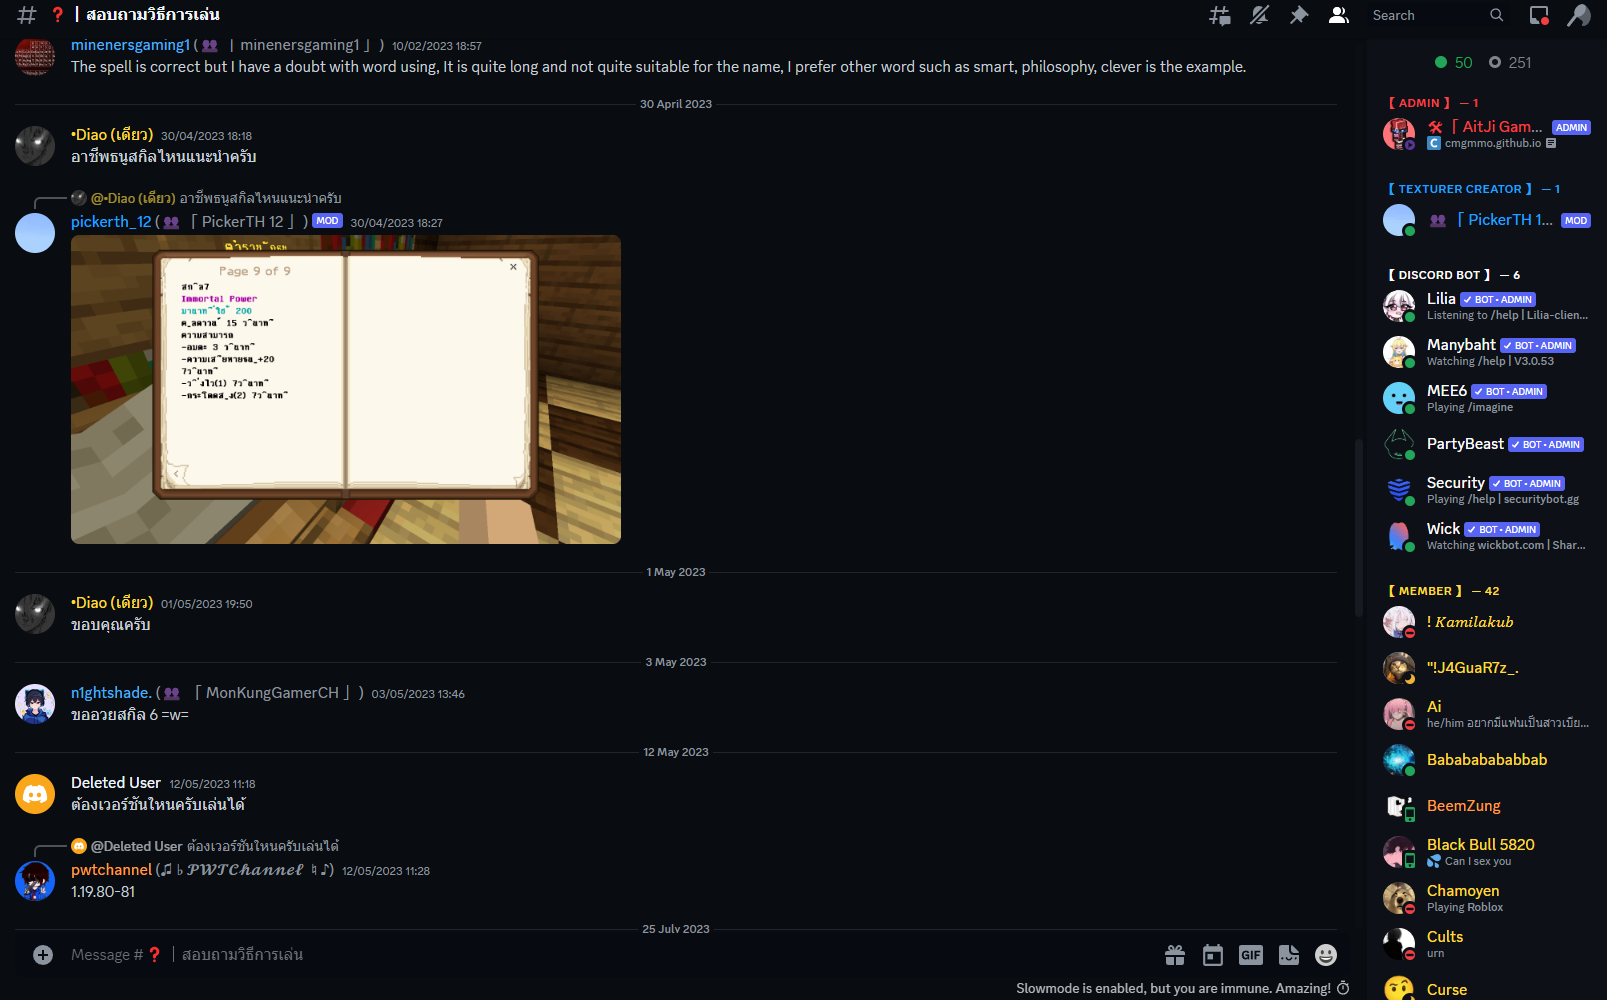 ❓ | สอบถามวิธีการเล่น
Search
minenersgaming1 ( 👥 | minenersgaming1 」 ) 10/02/2023 18:57
The spell is correct but I have a doubt with word using, It is quite long and not quite suitable for the name, I prefer other word such as smart, philosophy, clever is the example.
30 April 2023
•Diao (เดียว) 30/04/2023 18:18
อาชีพธนูสกิลไหนแนะนำครับ
@•Diao (เดียว) อาชีพธนูสกิลไหนแนะนำครับ
pickerth_12 ( 👥 「 PickerTH 12 」 ) MOD 30/04/2023 18:27
Page 9 of 9
Immortal Power
200
15
ความสามารถ
1 May 2023
•Diao (เดียว) 01/05/2023 19:50
ขอบคุณครับ
3 May 2023
n1ghtshade. ( 👥 「 MonKungGamerCH 」 ) 03/05/2023 13:46
ขออวยสกิล 6 =w=
12 May 2023
Deleted User 12/05/2023 11:18
ต้องเวอร์ชันใหนครับเล่นได้
@Deleted User ต้องเวอร์ชันใหนครับเล่นได้
pwtchannel (♫ ♭ 𝓟𝓦𝓣𝓒𝓱𝓪𝓷𝓷𝓮𝓵 ♮ ♪) 12/05/2023 11:28
1.19.80-81
25 July 2023
Message #❓ | สอบถามวิธีการเล่น
GIF
Slowmode is enabled, but you are immune. Amazing!
50 251
【 ADMIN 】 — 1
🛠 「 AitJi Gam... ADMIN
C cmgmmo.github.io
【 TEXTURER CREATOR 】 — 1
👥 「 PickerTH 1... MOD
【 DISCORD BOT 】 — 6
Lilia ✓ BOT • ADMIN
Listening to /help | Lilia-clien...
Manybaht ✓ BOT • ADMIN
Watching /help | V3.0.53
MEE6 ✓ BOT • ADMIN
Playing /imagine
PartyBeast ✓ BOT • ADMIN
Security ✓ BOT • ADMIN
Playing /help | securitybot.gg
Wick ✓ BOT • ADMIN
Watching wickbot.com | Shar...
【 MEMBER 】 — 42
! 𝓚𝓪𝓶𝓲𝓵𝓪𝓴𝓾𝓫
"!J4GuaR7z_.
Ai
he/him อยากมีแฟนเป็นสาวเบีย...
Babababababbab
BeemZung
Black Bull 5820
💦 Can I sex you
Chamoyen
Playing Roblox
Cults
urn
Curse